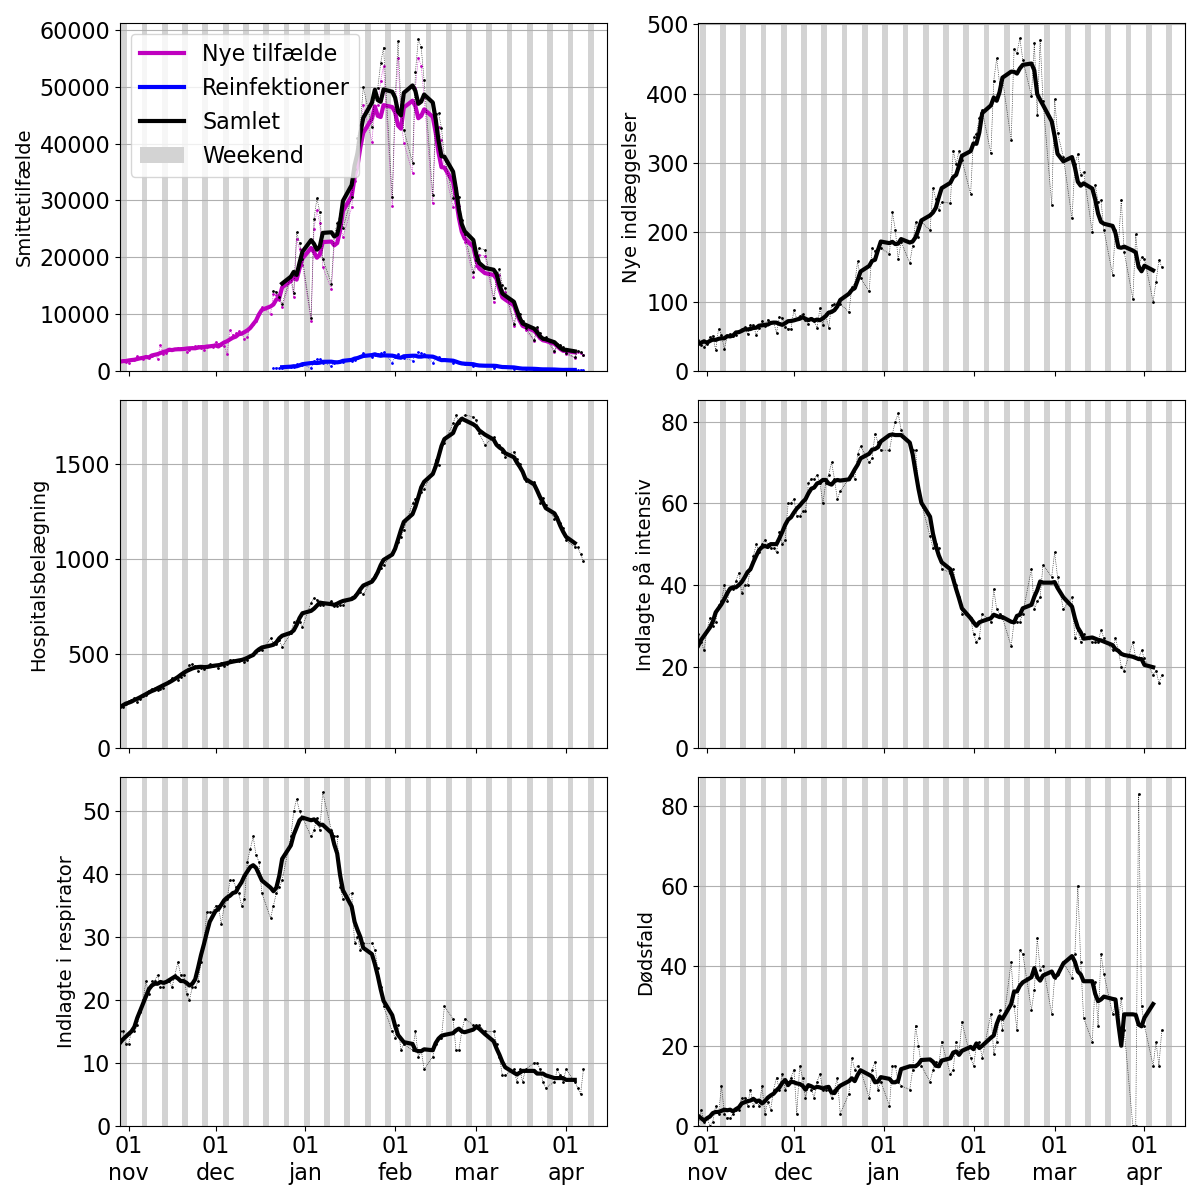 Smittetilfælde
60000
50000
40000
30000
20000
10000
0
Nye tilfælde
Reinfektioner
Samlet
Weekend
Nye indlæggelser
500
400
300
200
100
0
Hospitalsbelægning
1500
1000
500
0
Indlagte på intensiv
80
60
40
20
0
Indlagte i respirator
50
40
30
20
10
0
01 01 01 01 01 01
nov dec jan feb mar apr
Dødsfald
80
60
40
20
0
01 01 01 01 01 01
nov dec jan feb mar apr